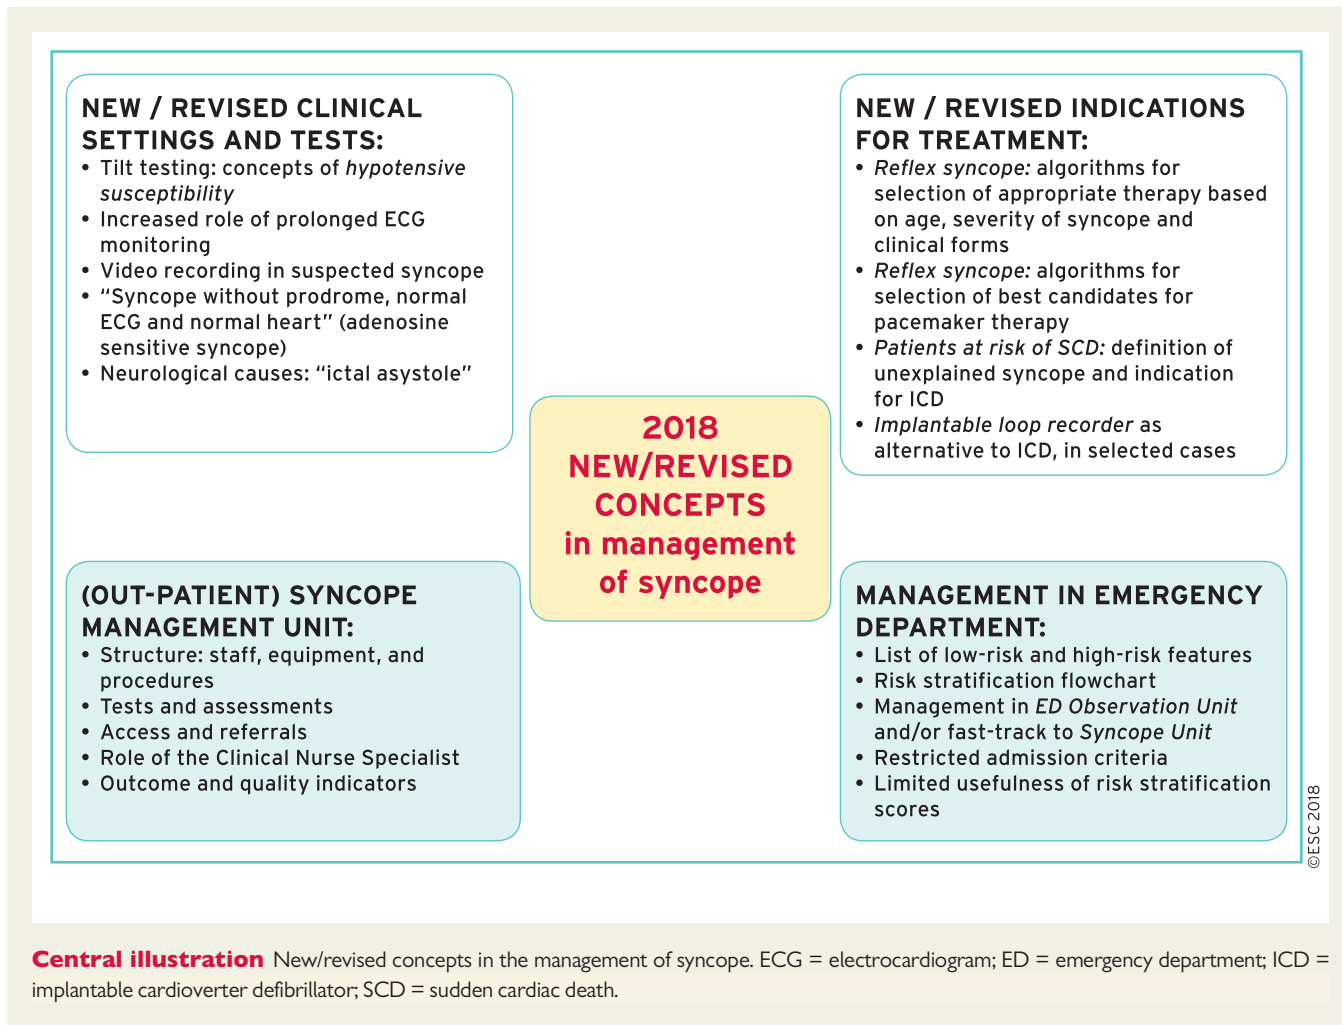 NEW / REVISED CLINICAL
SETTINGS AND TESTS:
• Tilt testing: concepts of hypotensive
susceptibility
• Increased role of prolonged ECG
monitoring
• Video recording in suspected syncope
• “Syncope without prodrome, normal
ECG and normal heart” (adenosine
sensitive syncope)
• Neurological causes: “ictal asystole”
NEW / REVISED INDICATIONS
FOR TREATMENT:
• Reflex syncope: algorithms for
selection of appropriate therapy based
on age, severity of syncope and
clinical forms
• Reflex syncope: algorithms for
selection of best candidates for
pacemaker therapy
• Patients at risk of SCD: definition of
unexplained syncope and indication
for ICD
• Implantable loop recorder as
alternative to ICD, in selected cases
2018
NEW/REVISED
CONCEPTS
in management
of syncope
(OUT-PATIENT) SYNCOPE
MANAGEMENT UNIT:
• Structure: staff, equipment, and
procedures
• Tests and assessments
• Access and referrals
• Role of the Clinical Nurse Specialist
• Outcome and quality indicators
MANAGEMENT IN EMERGENCY
DEPARTMENT:
• List of low-risk and high-risk features
• Risk stratification flowchart
• Management in ED Observation Unit
and/or fast-track to Syncope Unit
• Restricted admission criteria
• Limited usefulness of risk stratification
scores
©ESC 2018
Central illustration New/revised concepts in the management of syncope. ECG = electrocardiogram; ED = emergency department; ICD =
implantable cardioverter defibrillator; SCD = sudden cardiac death.